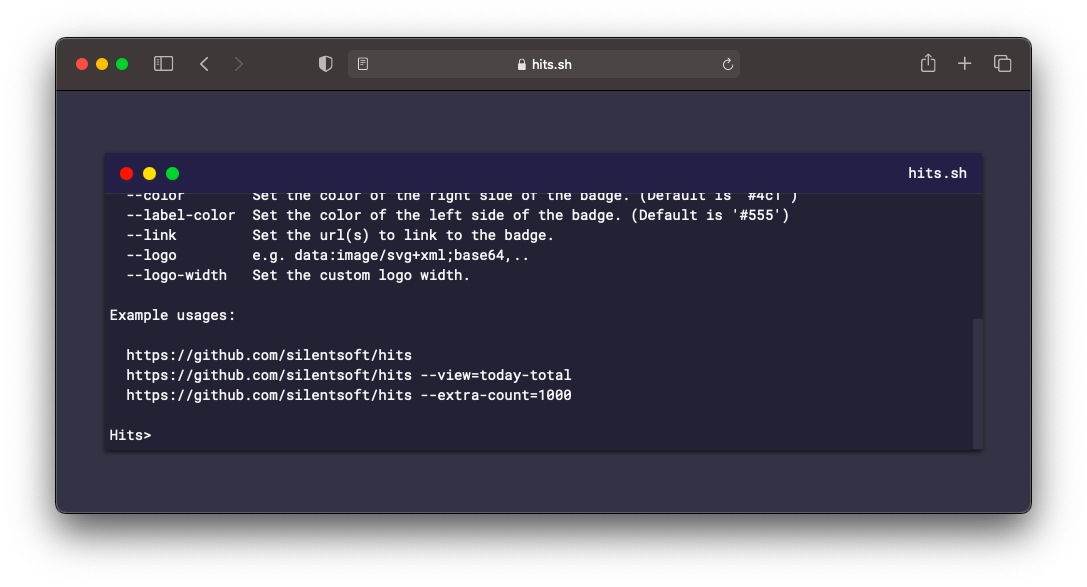 hits.sh
hits.sh
--color Set the color of the right side of the badge. (Default is '#4c1')
--label-color Set the color of the left side of the badge. (Default is '#555')
--link Set the url(s) to link to the badge.
--logo e.g. data:image/svg+xml;base64,..
--logo-width Set the custom logo width.
Example usages:
https://github.com/silentsoft/hits
https://github.com/silentsoft/hits --view=today-total
https://github.com/silentsoft/hits --extra-count=1000
Hits>